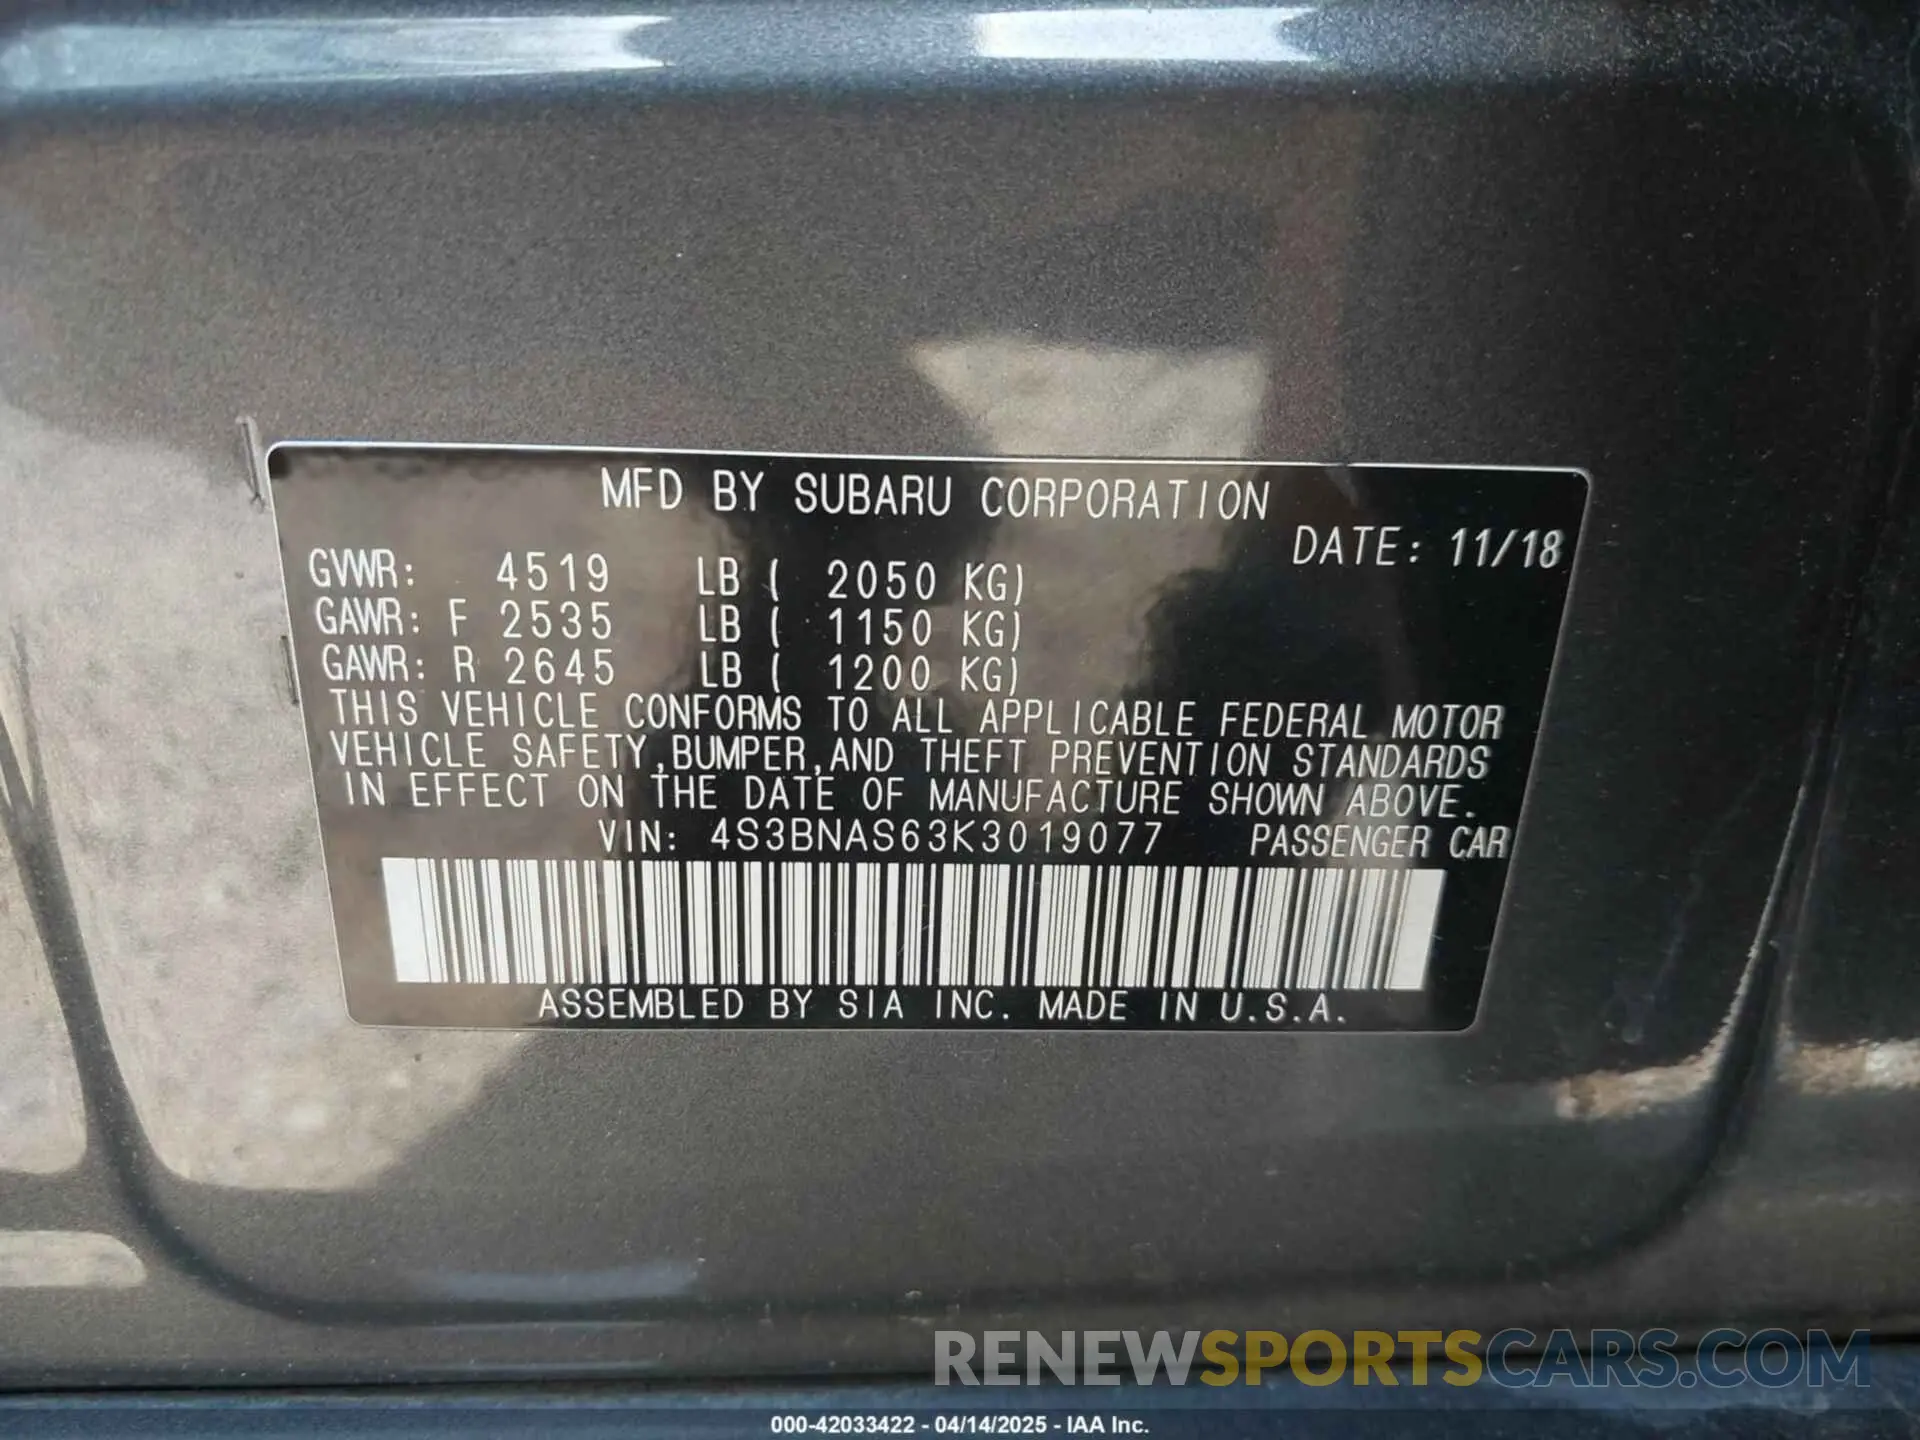 MFD BY SUBARU CORPORATION
DATE: 11/18
GVWR: 4519 LB ( 2050 KG)
GAWR: F 2535 LB ( 1150 KG)
GAWR: R 2645 LB ( 1200 KG)
THIS VEHICLE CONFORMS TO ALL APPLICABLE FEDERAL MOTOR
VEHICLE SAFETY,BUMPER,AND THEFT PREVENTION STANDARDS
IN EFFECT ON THE DATE OF MANUFACTURE SHOWN ABOVE.
VIN: 4S3BNAS63K3019077 PASSENGER CAR
ASSEMBLED BY SIA INC. MADE IN U.S.A.
RENEWSPORTSCARS.COM
000-42033422 - 04/14/2025 - IAA Inc.